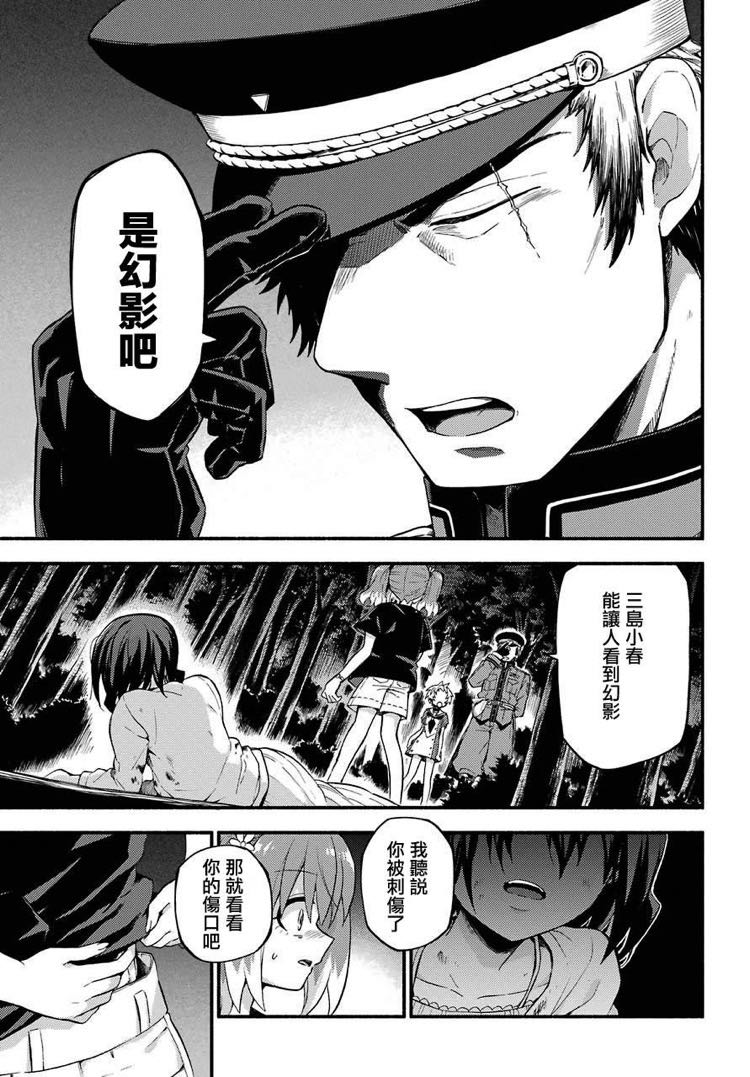 是幻影吧
三島小春
能讓人看到幻影
我聽說
你被刺傷了
那就看看
你的傷口吧